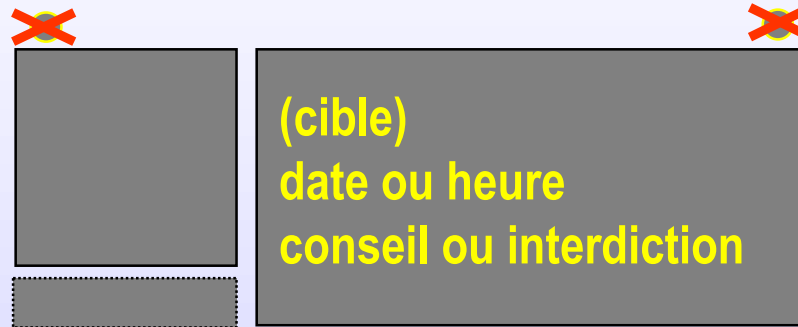 (cible)
date ou heure
conseil ou interdiction